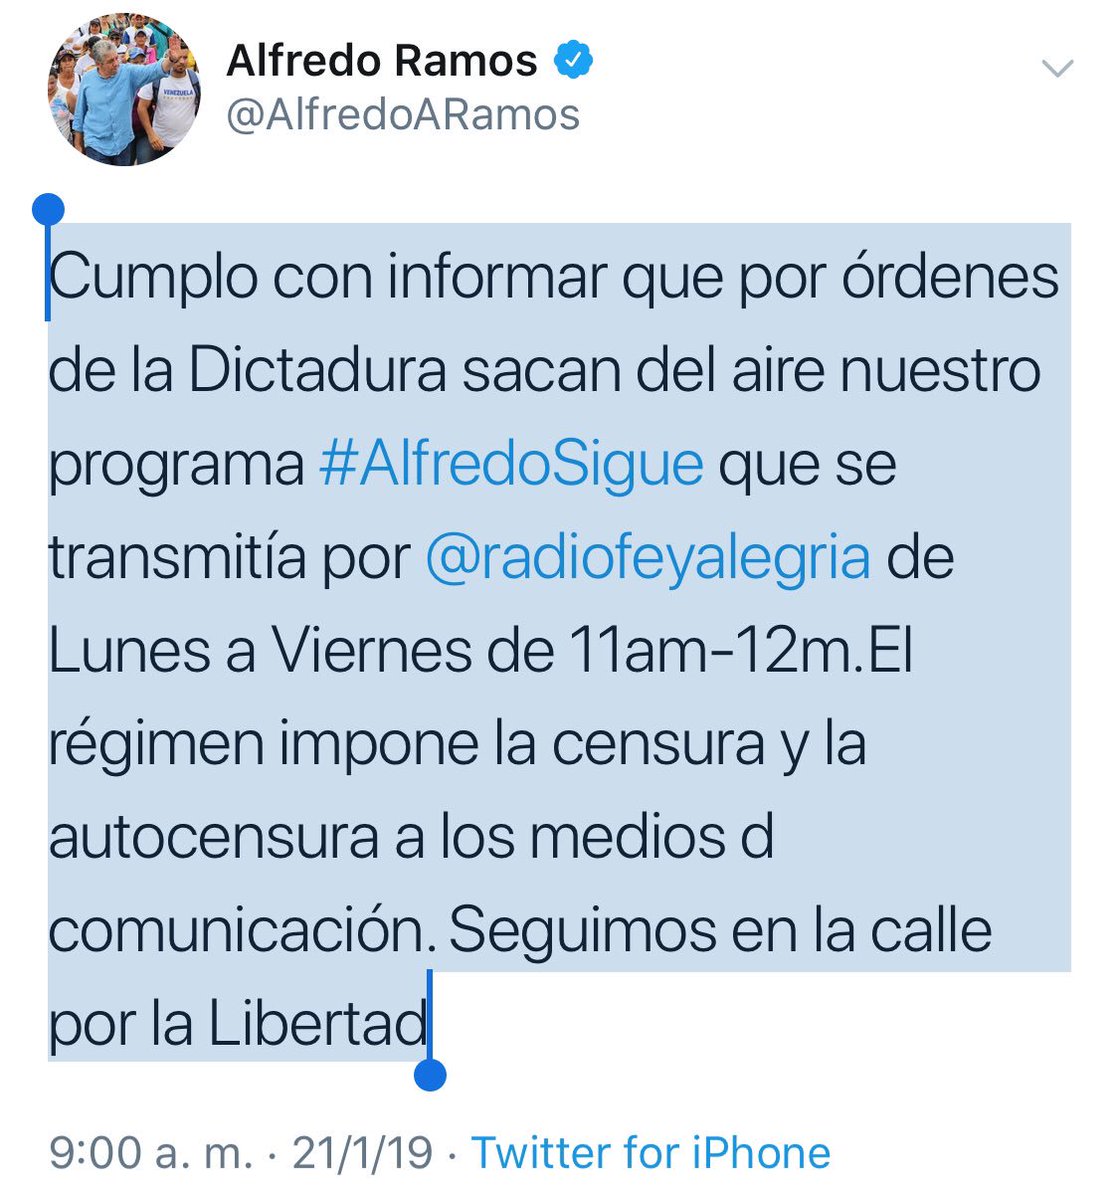 Alfredo Ramos
@AlfredoARamos
Cumplo con informar que por órdenes
de la Dictadura sacan del aire nuestro
programa #AlfredoSigue que se
transmitía por @radiofeyalegria de
Lunes a Viernes de 11am-12m.El
régimen impone la censura y la
autocensura a los medios d
comunicación. Seguimos en la calle
por la Libertad
9:00 a. m. · 21/1/19 · Twitter for iPhone
VENEZUELA